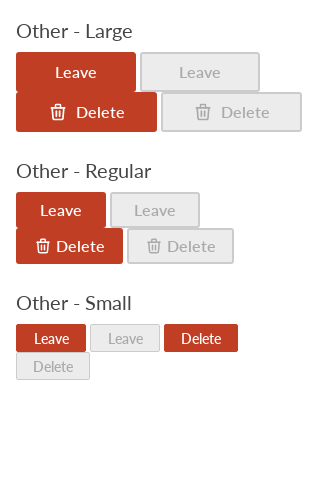 Other - Large
Leave Leave
Delete Delete
Other - Regular
Leave Leave
Delete Delete
Other - Small
Leave Leave Delete
Delete